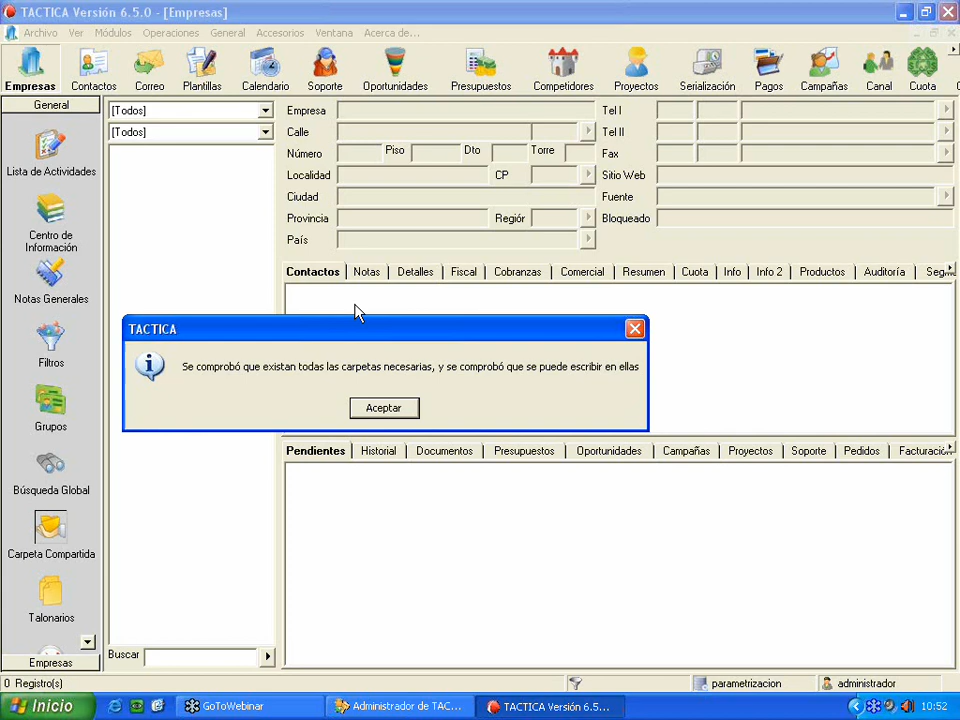 TACTICA Versión 6.5.0 - [Empresas]
Archivo Ver Módulos Operaciones General Accesorios Ventana Acerca de...
Empresas Contactos Correo Plantillas Calendario Soporte Oportunidades Presupuestos Competidores Proyectos Serialización Pagos Campañas Canal Cuota
General
Lista de Actividades
Centro de
Información
Notas Generales
Filtros
Grupos
Búsqueda Global
Carpeta Compartida
Talonarios
Empresas
[Todos]
[Todos]
Buscar
Empresa Tel I
Calle Tel II
Número Piso Dto Torre Fax
Localidad CP Sitio Web
Ciudad Fuente
Provincia Regiór Bloqueado
País
Contactos Notas Detalles Fiscal Cobranzas Comercial Resumen Cuota Info Info 2 Productos Auditoría
TACTICA
Se comprobó que existan todas las carpetas necesarias, y se comprobó que se puede escribir en ellas
Aceptar
Pendientes Historial Documentos Presupuestos Oportunidades Campañas Proyectos Soporte Pedidos
0 Registro(s) parametrizacion administrador
Inicio GoToWebinar Administrador de TAC... TACTICA Versión 6.5... 10:52